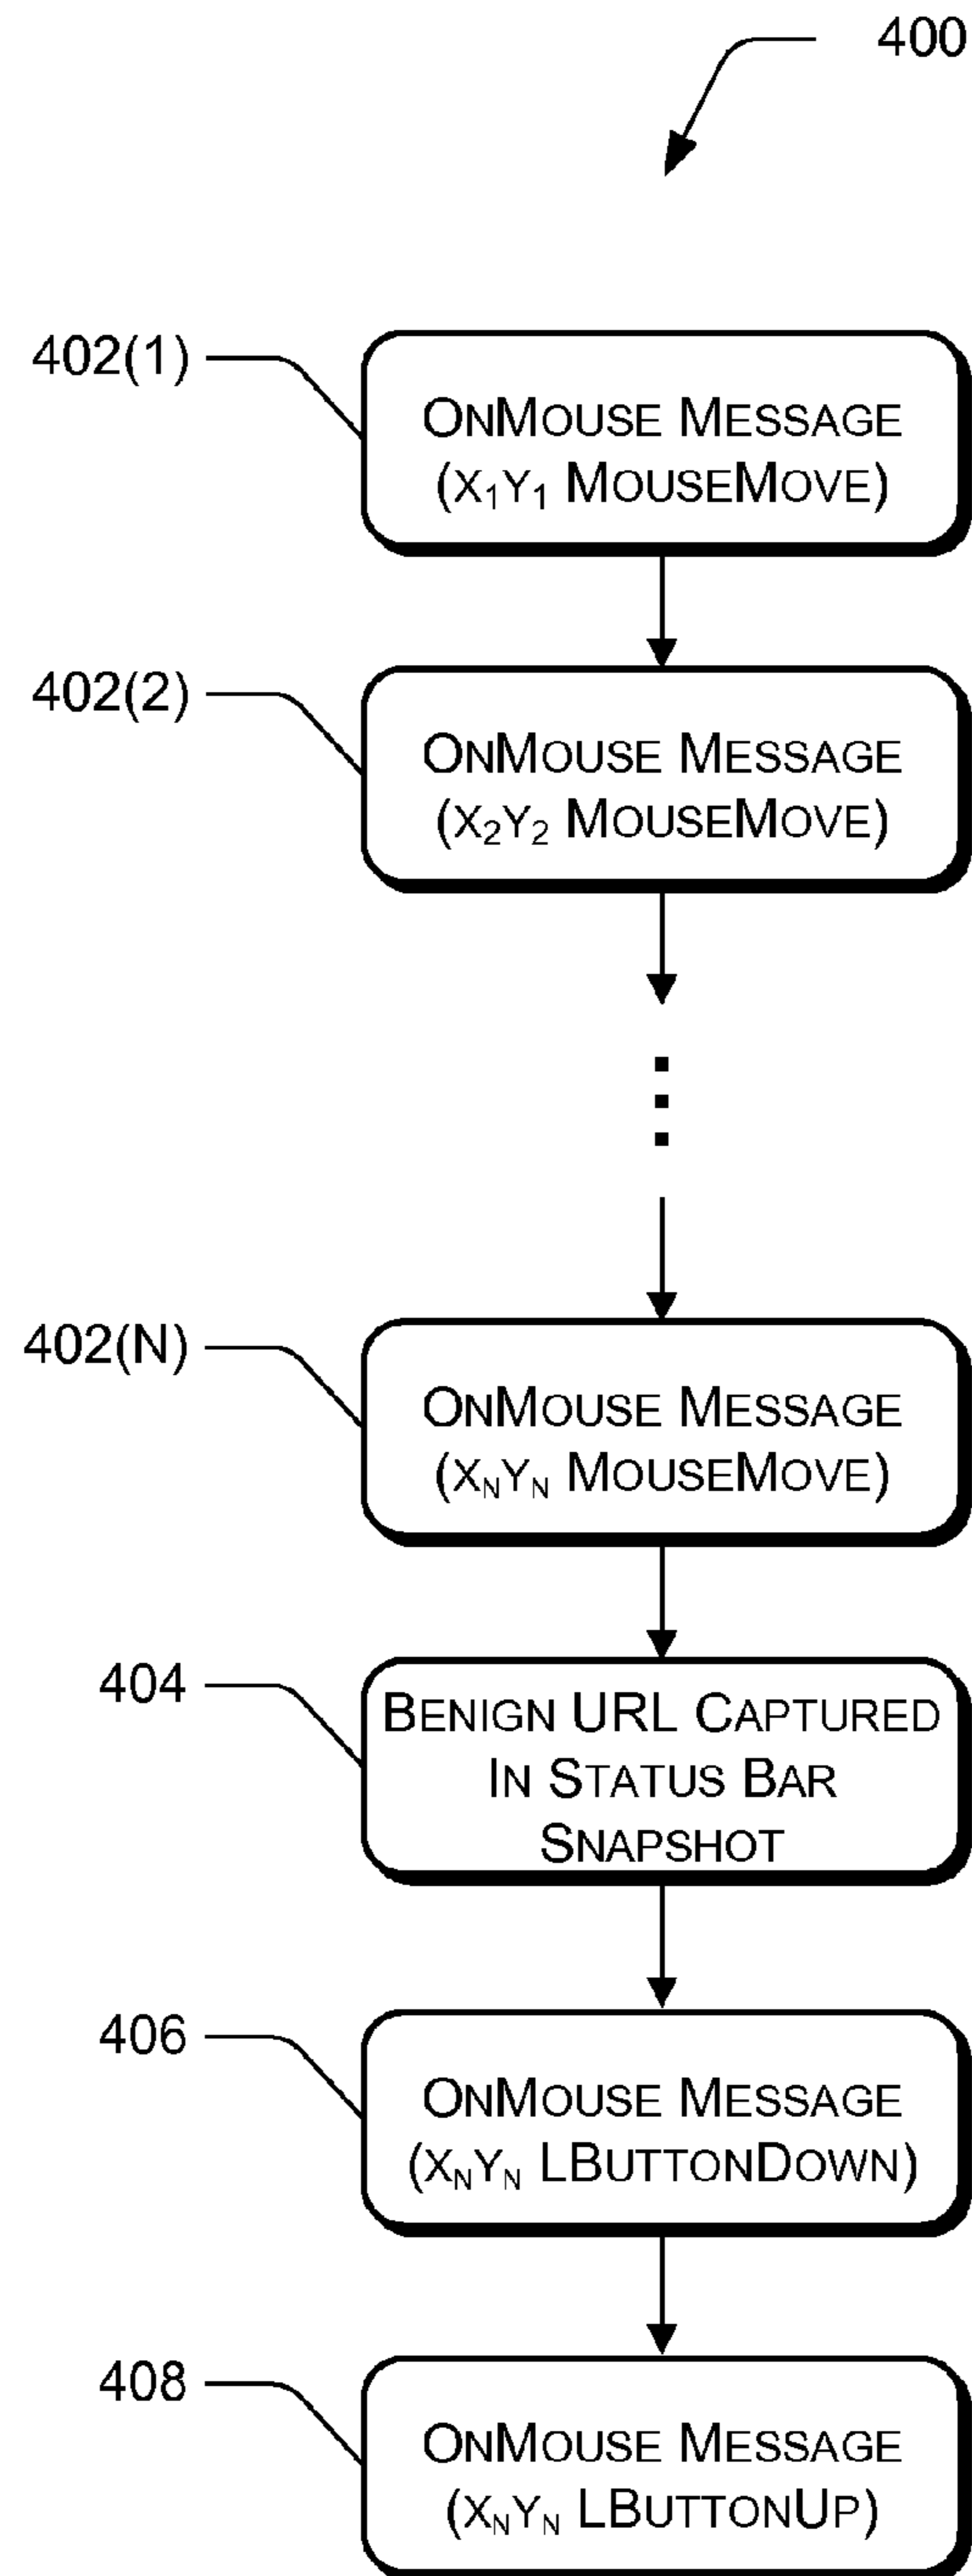 400
402(1)
OnMouse Message
(x₁y₁ MouseMove)
402(2)
OnMouse Message
(x₂y₂ MouseMove)
402(N)
OnMouse Message
(xₙyₙ MouseMove)
404
Benign URL Captured
In Status Bar
Snapshot
406
OnMouse Message
(xₙyₙ LButtonDown)
408
OnMouse Message
(xₙyₙ LButtonUp)